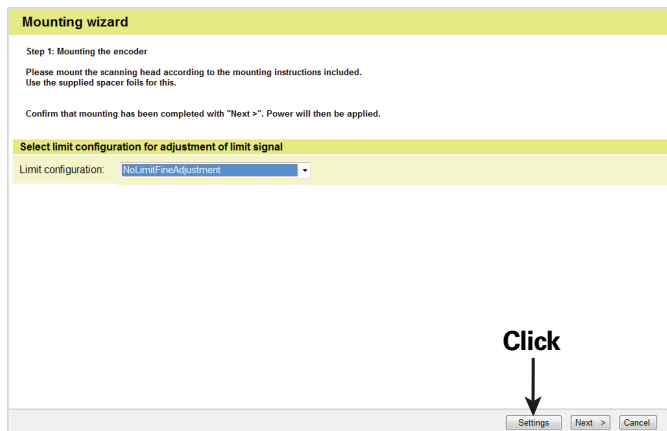 Mounting wizard
Step 1: Mounting the encoder
Please mount the scanning head according to the mounting instructions included.
Use the supplied spacer foils for this.
Confirm that mounting has been completed with "Next >". Power will then be applied.
Select limit configuration for adjustment of limit signal
Limit configuration: NoLimitFineAdjustment
Click
Settings Next > Cancel